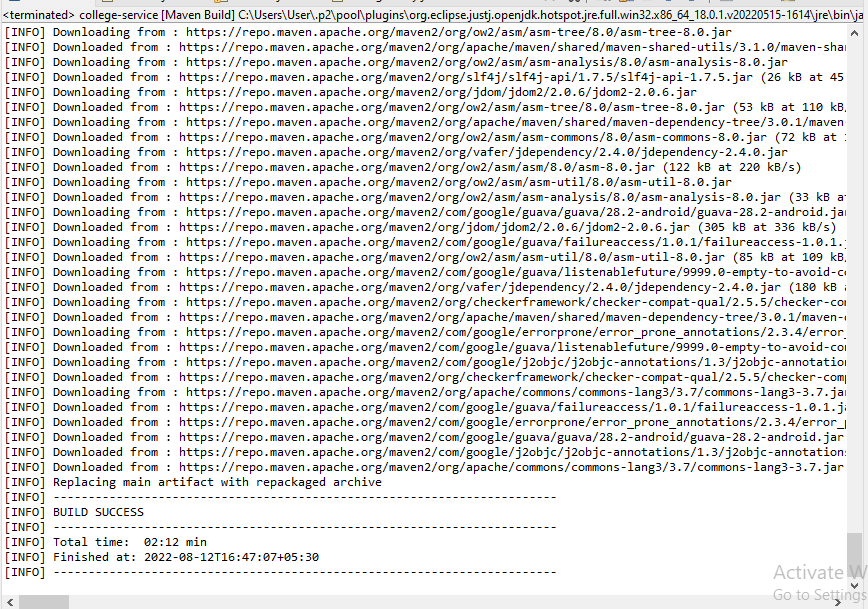 <terminated> college-service [Maven Build] C:\Users\User\.p2\pool\plugins\org.eclipse.justj.openjdk.hotspot.jre.full.win32.x86_64_18.0.1.v20220515-1614\jre\bin\ja
[INFO] Downloading from : https://repo.maven.apache.org/maven2/org/ow2/asm/asm-tree/8.0/asm-tree-8.0.jar
[INFO] Downloaded from : https://repo.maven.apache.org/maven2/org/apache/maven/shared/maven-shared-utils/3.1.0/maven-sha
[INFO] Downloading from : https://repo.maven.apache.org/maven2/org/ow2/asm/asm-analysis/8.0/asm-analysis-8.0.jar
[INFO] Downloaded from : https://repo.maven.apache.org/maven2/org/slf4j/slf4j-api/1.7.5/slf4j-api-1.7.5.jar (26 kB at 45
[INFO] Downloading from : https://repo.maven.apache.org/maven2/org/jdom/jdom2/2.0.6/jdom2-2.0.6.jar
[INFO] Downloaded from : https://repo.maven.apache.org/maven2/org/ow2/asm/asm-tree/8.0/asm-tree-8.0.jar (53 kB at 110 kB/
[INFO] Downloading from : https://repo.maven.apache.org/maven2/org/apache/maven/shared/maven-dependency-tree/3.0.1/maven-
[INFO] Downloaded from : https://repo.maven.apache.org/maven2/org/ow2/asm/asm-commons/8.0/asm-commons-8.0.jar (72 kB at
[INFO] Downloading from : https://repo.maven.apache.org/maven2/org/vafer/jdependency/2.4.0/jdependency-2.4.0.jar
[INFO] Downloaded from : https://repo.maven.apache.org/maven2/org/ow2/asm/asm/8.0/asm-8.0.jar (122 kB at 220 kB/s)
[INFO] Downloading from : https://repo.maven.apache.org/maven2/org/ow2/asm/asm-util/8.0/asm-util-8.0.jar
[INFO] Downloaded from : https://repo.maven.apache.org/maven2/org/ow2/asm/asm-analysis/8.0/asm-analysis-8.0.jar (33 kB at
[INFO] Downloading from : https://repo.maven.apache.org/maven2/com/google/guava/guava/28.2-android/guava-28.2-android.jar
[INFO] Downloaded from : https://repo.maven.apache.org/maven2/org/jdom/jdom2/2.0.6/jdom2-2.0.6.jar (305 kB at 336 kB/s)
[INFO] Downloading from : https://repo.maven.apache.org/maven2/com/google/guava/failureaccess/1.0.1/failureaccess-1.0.1.j
[INFO] Downloaded from : https://repo.maven.apache.org/maven2/org/ow2/asm/asm-util/8.0/asm-util-8.0.jar (85 kB at 109 kB/
[INFO] Downloading from : https://repo.maven.apache.org/maven2/com/google/guava/listenablefuture/9999.0-empty-to-avoid-co
[INFO] Downloaded from : https://repo.maven.apache.org/maven2/org/vafer/jdependency/2.4.0/jdependency-2.4.0.jar (180 kB a
[INFO] Downloading from : https://repo.maven.apache.org/maven2/org/checkerframework/checker-compat-qual/2.5.5/checker-com
[INFO] Downloaded from : https://repo.maven.apache.org/maven2/org/apache/maven/shared/maven-dependency-tree/3.0.1/maven-d
[INFO] Downloading from : https://repo.maven.apache.org/maven2/com/google/errorprone/error_prone_annotations/2.3.4/error_
[INFO] Downloaded from : https://repo.maven.apache.org/maven2/com/google/guava/listenablefuture/9999.0-empty-to-avoid-con
[INFO] Downloading from : https://repo.maven.apache.org/maven2/com/google/j2objc/j2objc-annotations/1.3/j2objc-annotation
[INFO] Downloaded from : https://repo.maven.apache.org/maven2/org/checkerframework/checker-compat-qual/2.5.5/checker-comp
[INFO] Downloading from : https://repo.maven.apache.org/maven2/org/apache/commons/commons-lang3/3.7/commons-lang3-3.7.jar
[INFO] Downloaded from : https://repo.maven.apache.org/maven2/com/google/guava/failureaccess/1.0.1/failureaccess-1.0.1.ja
[INFO] Downloaded from : https://repo.maven.apache.org/maven2/com/google/errorprone/error_prone_annotations/2.3.4/error_p
[INFO] Downloaded from : https://repo.maven.apache.org/maven2/com/google/guava/guava/28.2-android/guava-28.2-android.jar
[INFO] Downloaded from : https://repo.maven.apache.org/maven2/com/google/j2objc/j2objc-annotations/1.3/j2objc-annotations
[INFO] Downloaded from : https://repo.maven.apache.org/maven2/org/apache/commons/commons-lang3/3.7/commons-lang3-3.7.jar
[INFO] Replacing main artifact with repackaged archive
[INFO] ------------------------------------------------------------------------
[INFO] BUILD SUCCESS
[INFO] ------------------------------------------------------------------------
[INFO] Total time:  02:12 min
[INFO] Finished at: 2022-08-12T16:47:07+05:30
[INFO] ------------------------------------------------------------------------
Activate W
Go to Settings